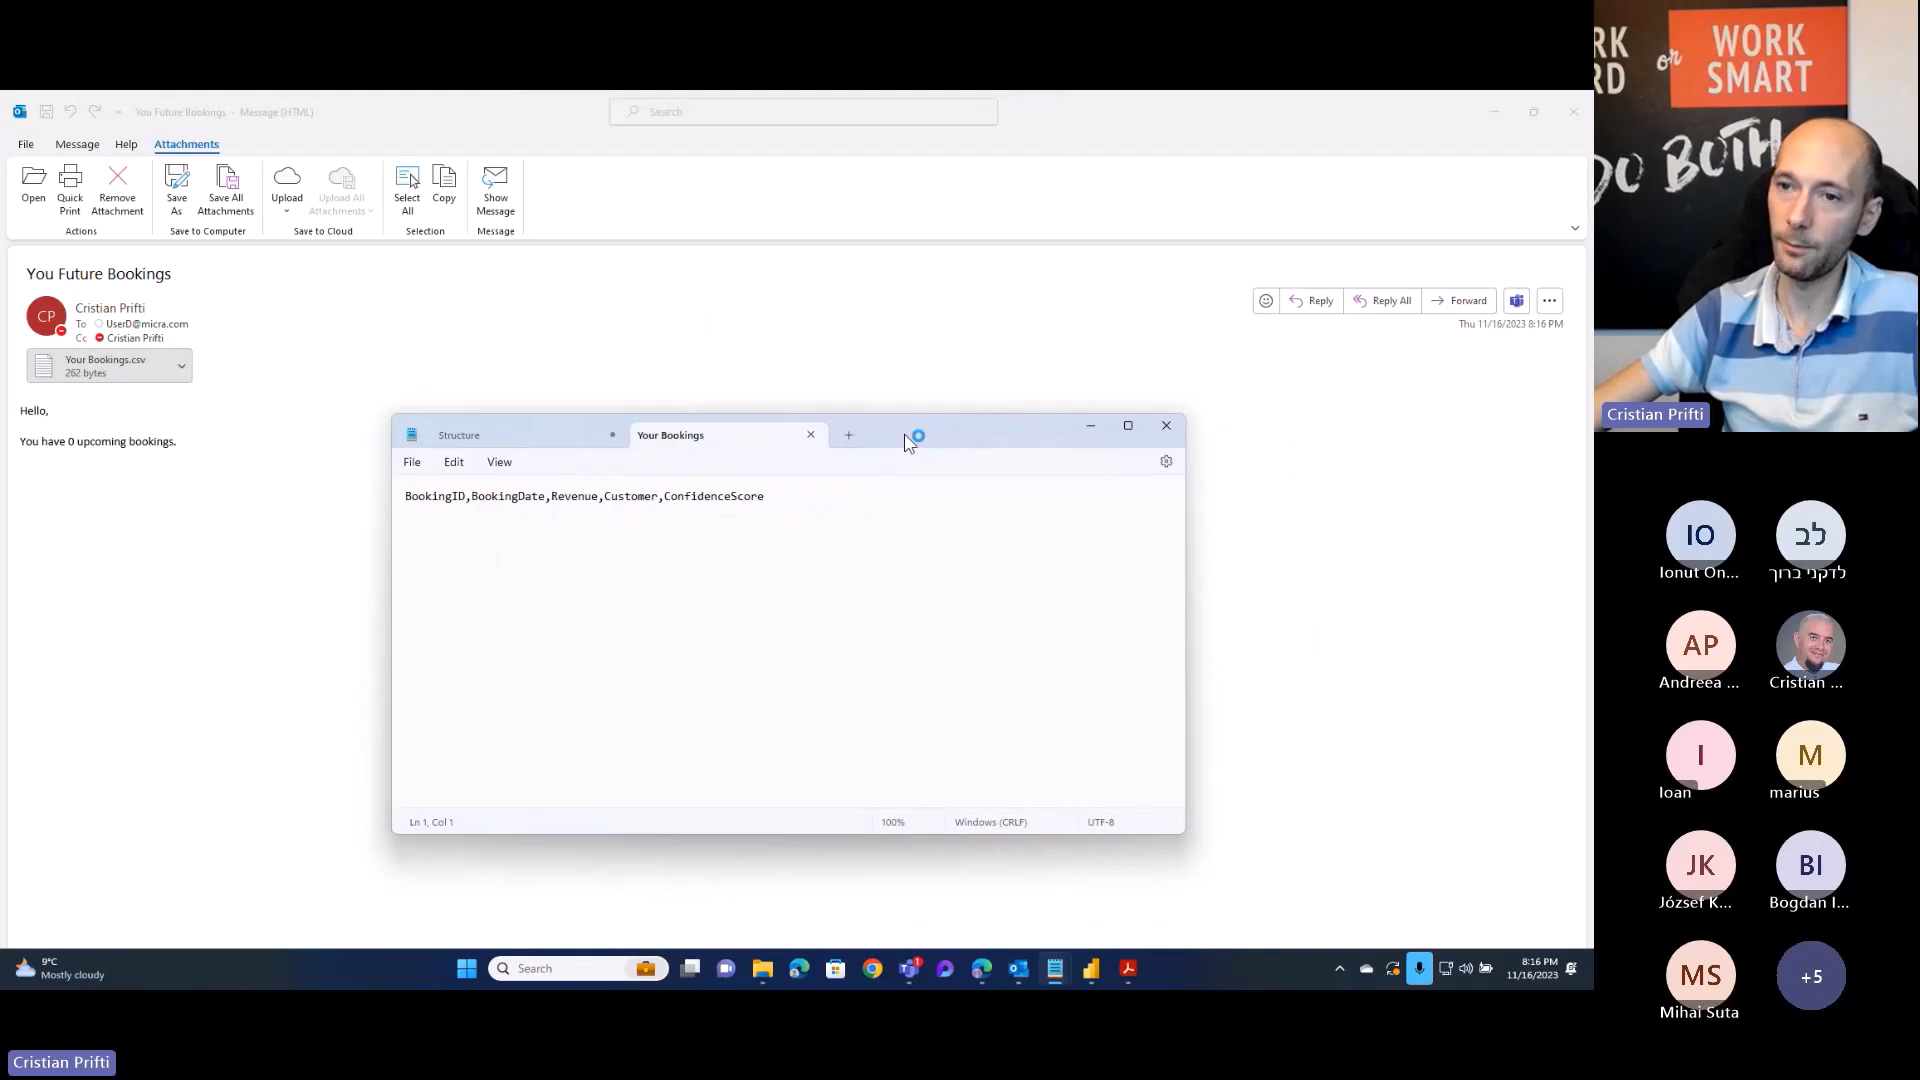 You Future Bookings - Message (HTML)
Search
File Message Help Attachments
Open
Quick Print
Remove Attachment
Actions
Save As
Save All Attachments
Save to Computer
Upload
Upload All Attachments
Save to Cloud
Select All
Copy
Selection
Show Message
Message
You Future Bookings
CP
Cristian Prifti
To UserD@micra.com
Cc Cristian Prifti
Reply
Reply All
Forward
Thu 11/16/2023 8:16 PM
Your Bookings.csv
262 bytes
Hello,
You have 0 upcoming bookings.
Structure
Your Bookings
File Edit View
BookingID,BookingDate,Revenue,Customer,ConfidenceScore
Ln 1, Col 1
100%
Windows (CRLF)
UTF-8
9°C
Mostly cloudy
Search
1
8:16 PM
11/16/2023
RK
RD
or
WORK
SMART
DO BOTH
Cristian Prifti
IO
Ionut On...
לב
לדקני ברוך
AP
Andreea ...
Cristian ...
I
Ioan
M
marius
JK
József K...
BI
Bogdan I...
MS
Mihai Suta
+5
Cristian Prifti